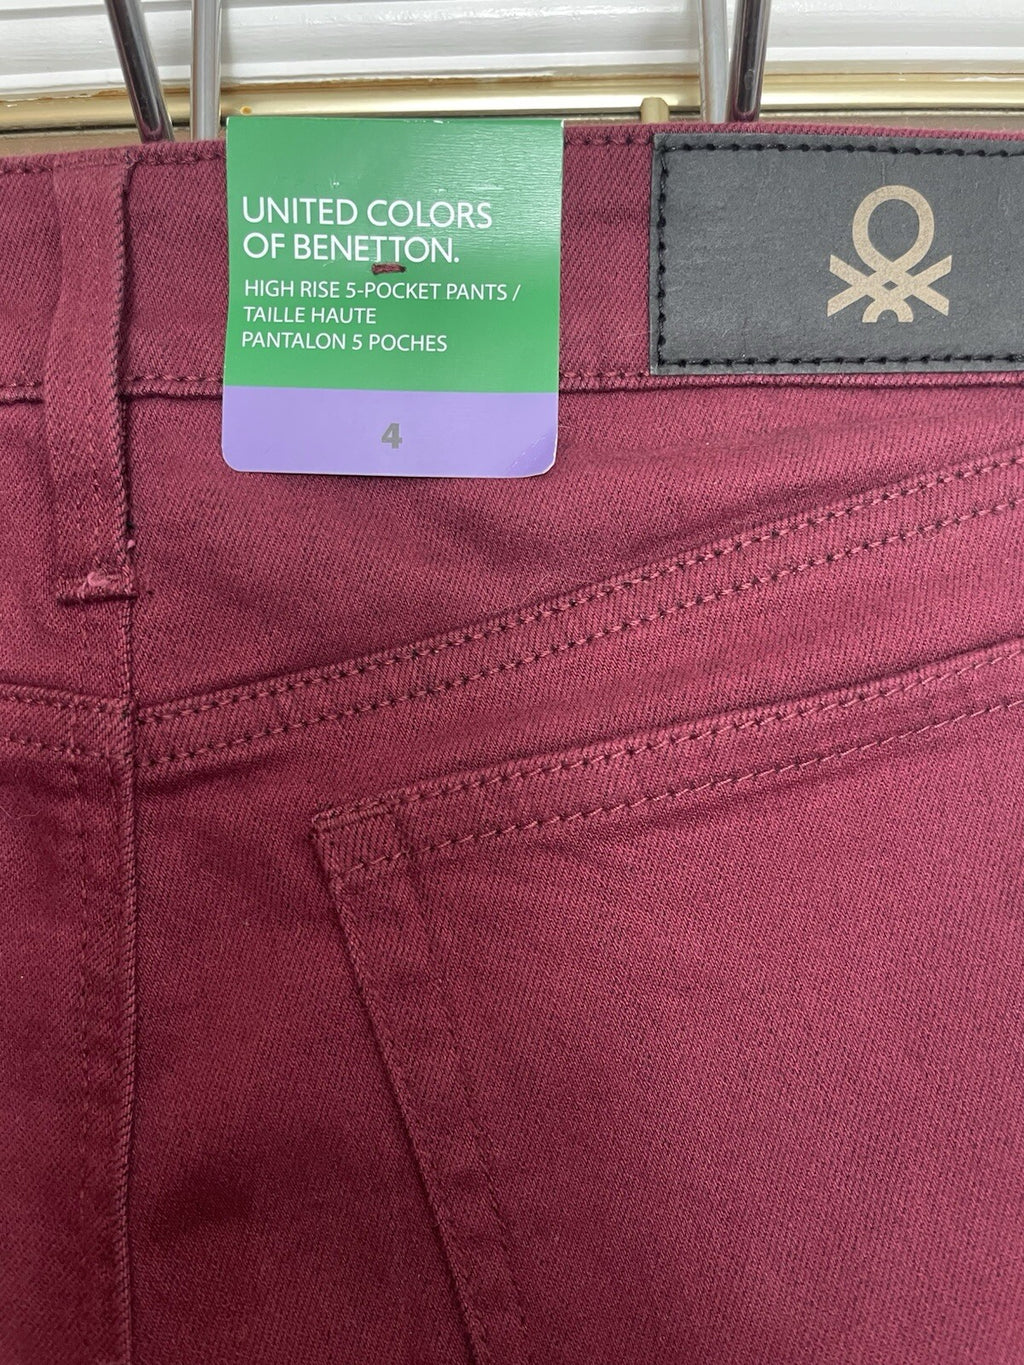 UNITED COLORS
OF BENETTON.
HIGH RISE 5-POCKET PANTS /
TAILLE HAUTE
PANTALON 5 POCHES
4